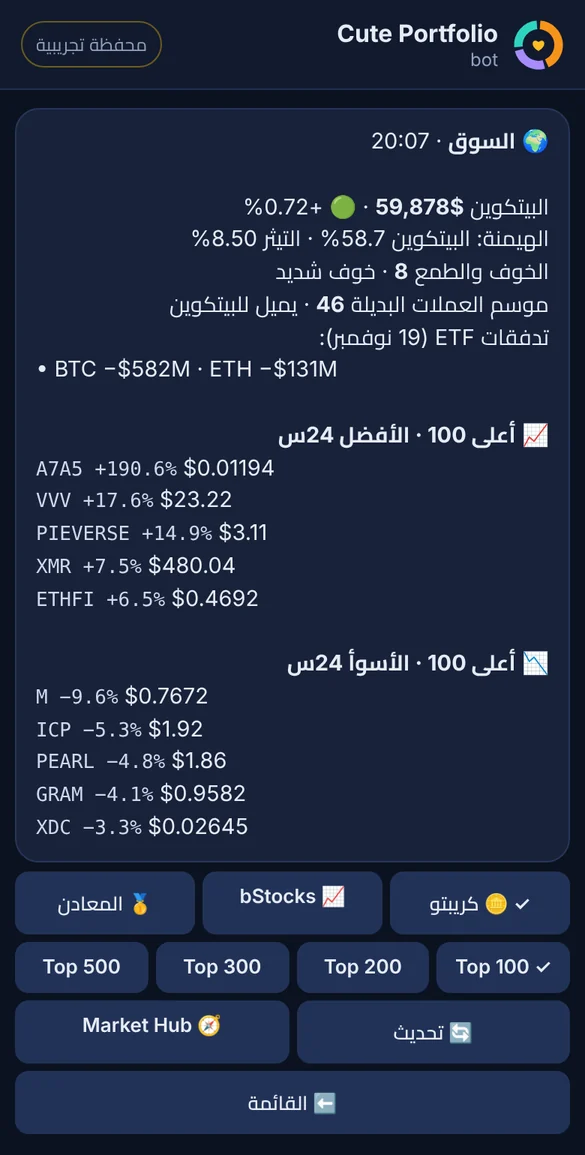 Cute Portfolio
bot
محفظة تجريبية
🌍 السوق · 20:07
البيتكوين 59,878$ · 🟢 +0.72%
الهيمنة: البيتكوين 58.7% · التيثر 8.50%
الخوف والطمع 8 · خوف شديد
موسم العملات البديلة 46 · يميل للبيتكوين
تدفقات ETF (19 نوفمبر):
• BTC −$582M · ETH −$131M
📈 أعلى 100 · الأفضل 24س
A7A5 +190.6% $0.01194
VVV +17.6% $23.22
PIEVERSE +14.9% $3.11
XMR +7.5% $480.04
ETHFI +6.5% $0.4692
📉 أعلى 100 · الأسوأ 24س
M −9.6% $0.7672
ICP −5.3% $1.92
PEARL −4.8% $1.86
GRAM −4.1% $0.9582
XDC −3.3% $0.02645
✓ 🪙 كريبتو
bStocks 📈
🥇 المعادن
Top 100 ✓
Top 200
Top 300
Top 500
🔄 تحديث
Market Hub 🧭
⬅️ القائمة